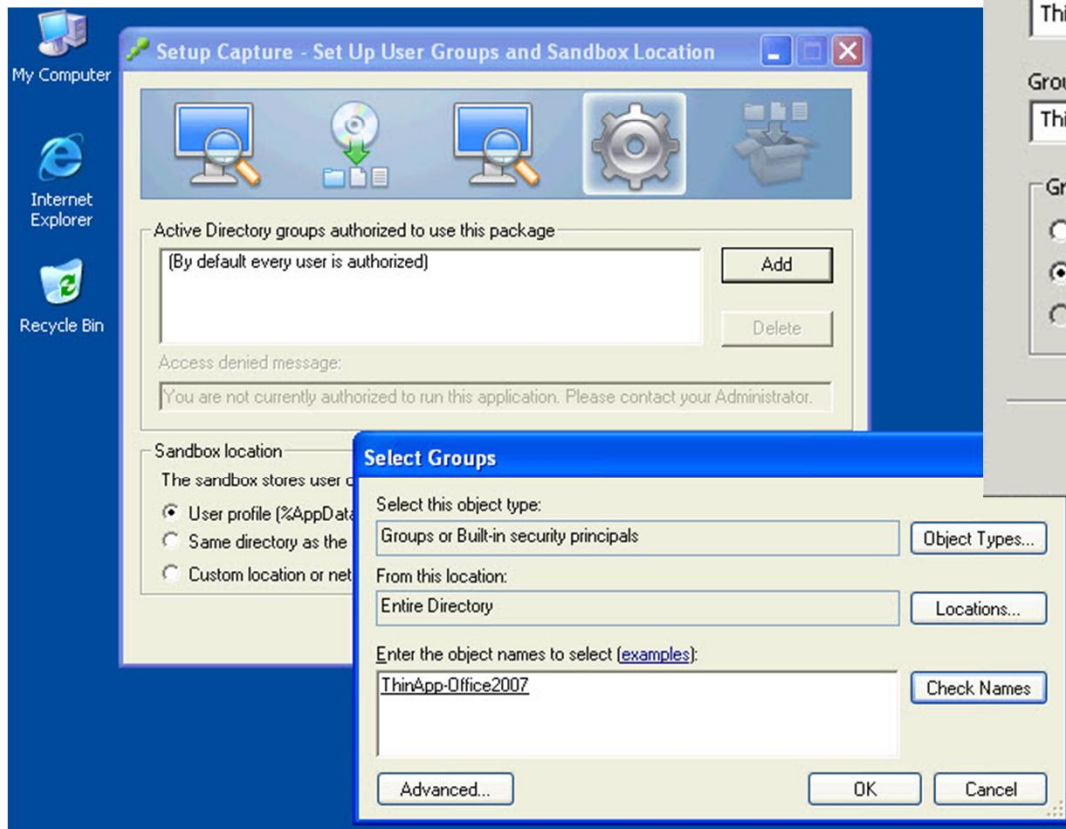 My Computer
Internet
Explorer
Recycle Bin
Setup Capture - Set Up User Groups and Sandbox Location
Active Directory groups authorized to use this package
(By default every user is authorized)
Add
Delete
Access denied message:
You are not currently authorized to run this application. Please contact your Administrator.
Sandbox location
The sandbox stores user
User profile (%AppData
Same directory as the
Custom location or net
Select Groups
Select this object type:
Groups or Built-in security principals
Object Types...
From this location:
Entire Directory
Locations...
Enter the object names to select (examples):
ThinApp-Office2007
Check Names
Advanced...
OK
Cancel